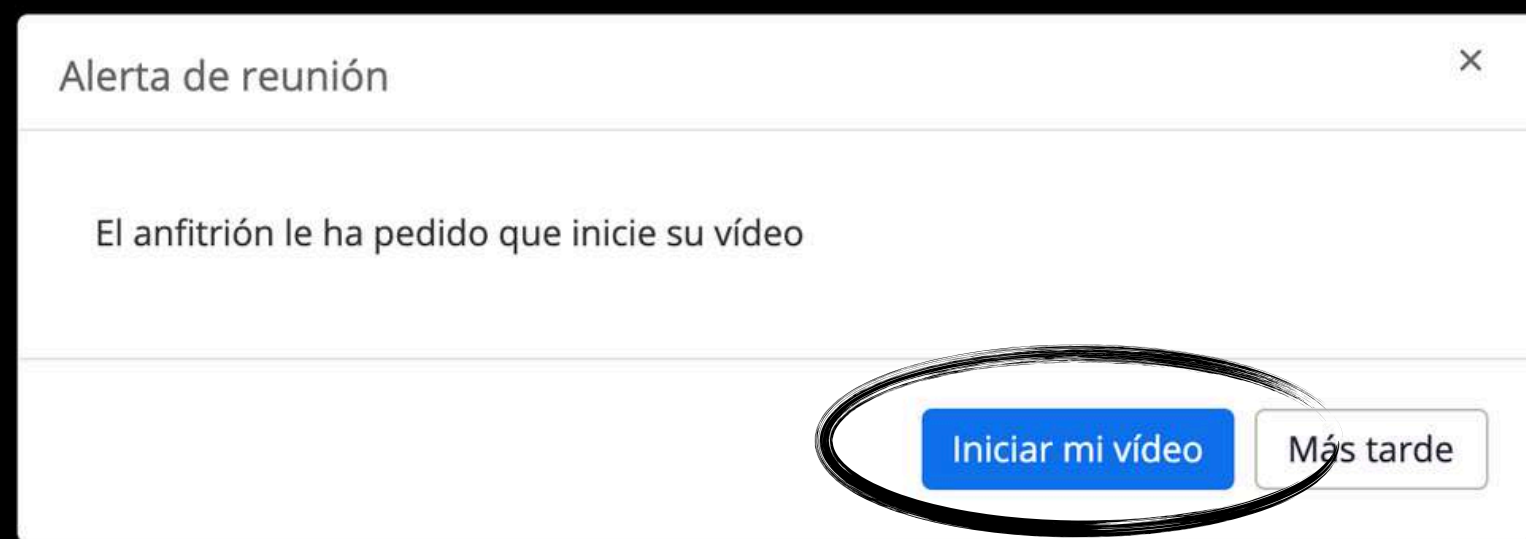 Alerta de reunión
El anfitrión le ha pedido que inicie su vídeo
Iniciar mi vídeo
Más tarde